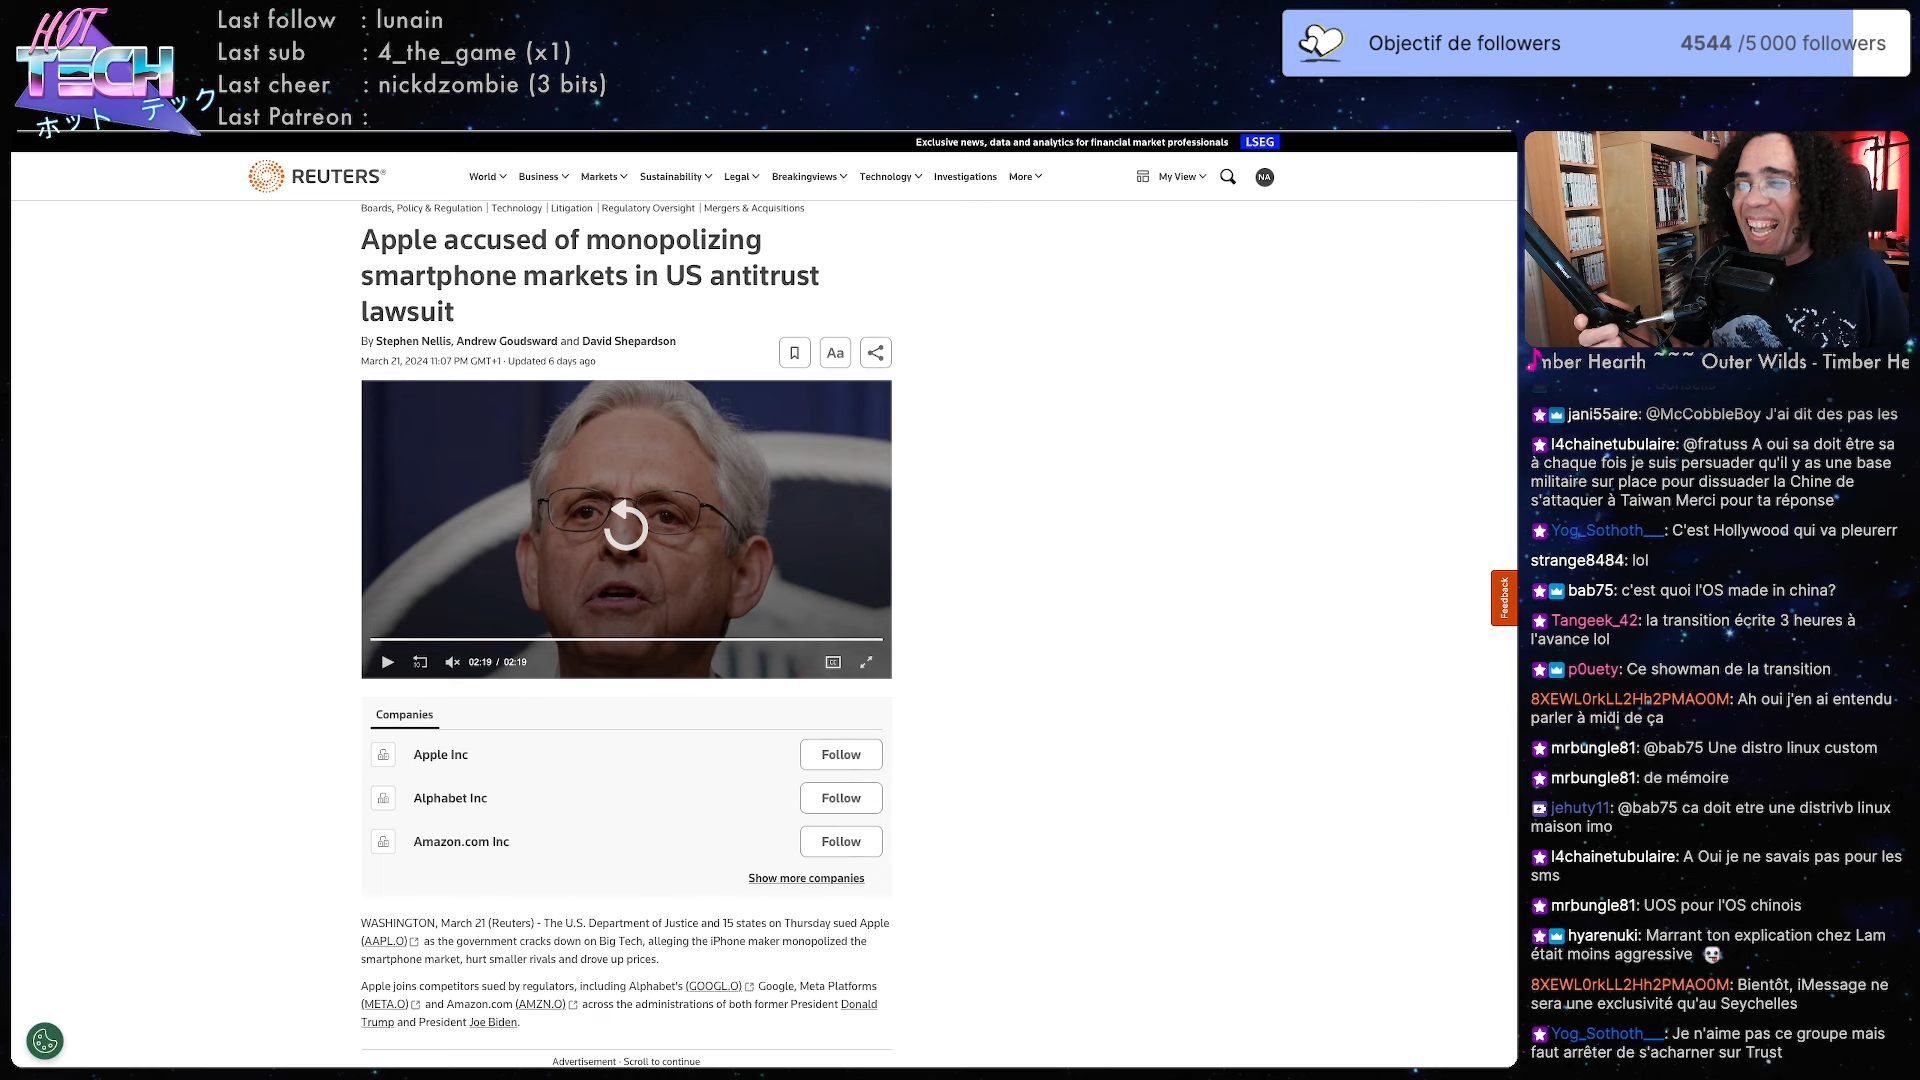 HOT
TECH
ホット テック
Last follow : lunain
Last sub : 4_the_game (x1)
Last cheer : nickdzombie (3 bits)
Last Patreon :
Objectif de followers 4544 /5 000 followers
Exclusive news, data and analytics for financial market professionals LSEG
REUTERS®
World Business Markets Sustainability Legal Breakingviews Technology Investigations More My View NA
Boards, Policy & Regulation | Technology | Litigation | Regulatory Oversight | Mergers & Acquisitions
Apple accused of monopolizing
smartphone markets in US antitrust
lawsuit
By Stephen Nellis, Andrew Goudsward and David Shepardson
March 21, 2024 11:07 PM GMT+1 · Updated 6 days ago
Aa
10
02:19 / 02:19
CC
Companies
Apple Inc Follow
Alphabet Inc Follow
Amazon.com Inc Follow
Show more companies
WASHINGTON, March 21 (Reuters) - The U.S. Department of Justice and 15 states on Thursday sued Apple
(AAPL.O) as the government cracks down on Big Tech, alleging the iPhone maker monopolized the
smartphone market, hurt smaller rivals and drove up prices.
Apple joins competitors sued by regulators, including Alphabet's (GOOGL.O) Google, Meta Platforms
(META.O) and Amazon.com (AMZN.O) across the administrations of both former President Donald
Trump and President Joe Biden.
Advertisement · Scroll to continue
Feedback
mber Hearth ~~~ Outer Wilds - Timber He
jani55aire: @McCobbleBoy J'ai dit des pas les
l4chainetubulaire: @fratuss A oui sa doit être sa
à chaque fois je suis persuader qu'il y as une base
militaire sur place pour dissuader la Chine de
s'attaquer à Taiwan Merci pour ta réponse
Yog_Sothoth___: C'est Hollywood qui va pleurerr
strange8484: lol
bab75: c'est quoi l'OS made in china?
Tangeek_42: la transition éçrite 3 heures à
l'avance lol
p0uety: Ce showman de la transition
8XEWL0rkLL2Hh2PMAO0M: Ah oui j'en ai entendu
parler à midi de ça
mrbungle81: @bab75 Une distro linux custom
mrbungle81: de mémoire
jehuty11: @bab75 ca doit etre une distrivb linux
maison imo
l4chainetubulaire: A Oui je ne savais pas pour les
sms
mrbungle81: UOS pour l'OS chinois
hyarenuki: Marrant ton explication chez Lam
était moins aggressive
8XEWL0rkLL2Hh2PMAO0M: Bientôt, iMessage ne
sera une exclusivité qu'au Seychelles
Yog_Sothoth___: Je n'aime pas ce groupe mais
faut arrêter de s'acharner sur Trust